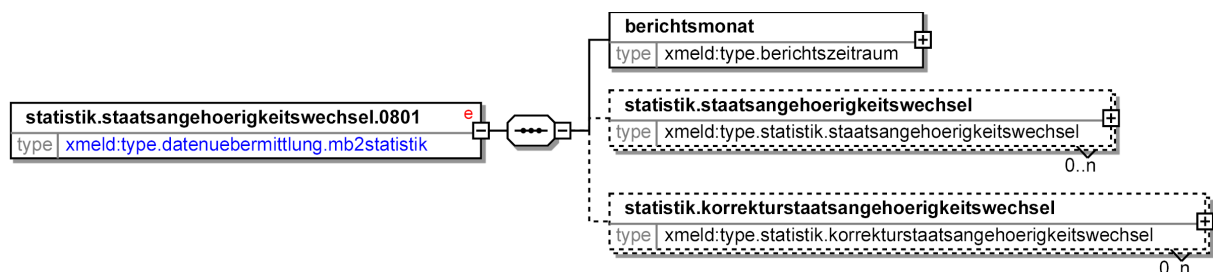 berichtsmonat
type xmeld:type.berichtszeitraum
statistik.staatsangehoerigkeitswechsel.0801 e
type xmeld:type.datenuebermittlung.mb2statistik
statistik.staatsangehoerigkeitswechsel
type xmeld:type.statistik.staatsangehoerigkeitswechsel
0..n
statistik.korrekturstaatsangehoerigkeitswechsel
type xmeld:type.statistik.korrekturstaatsangehoerigkeitswechsel
0..n